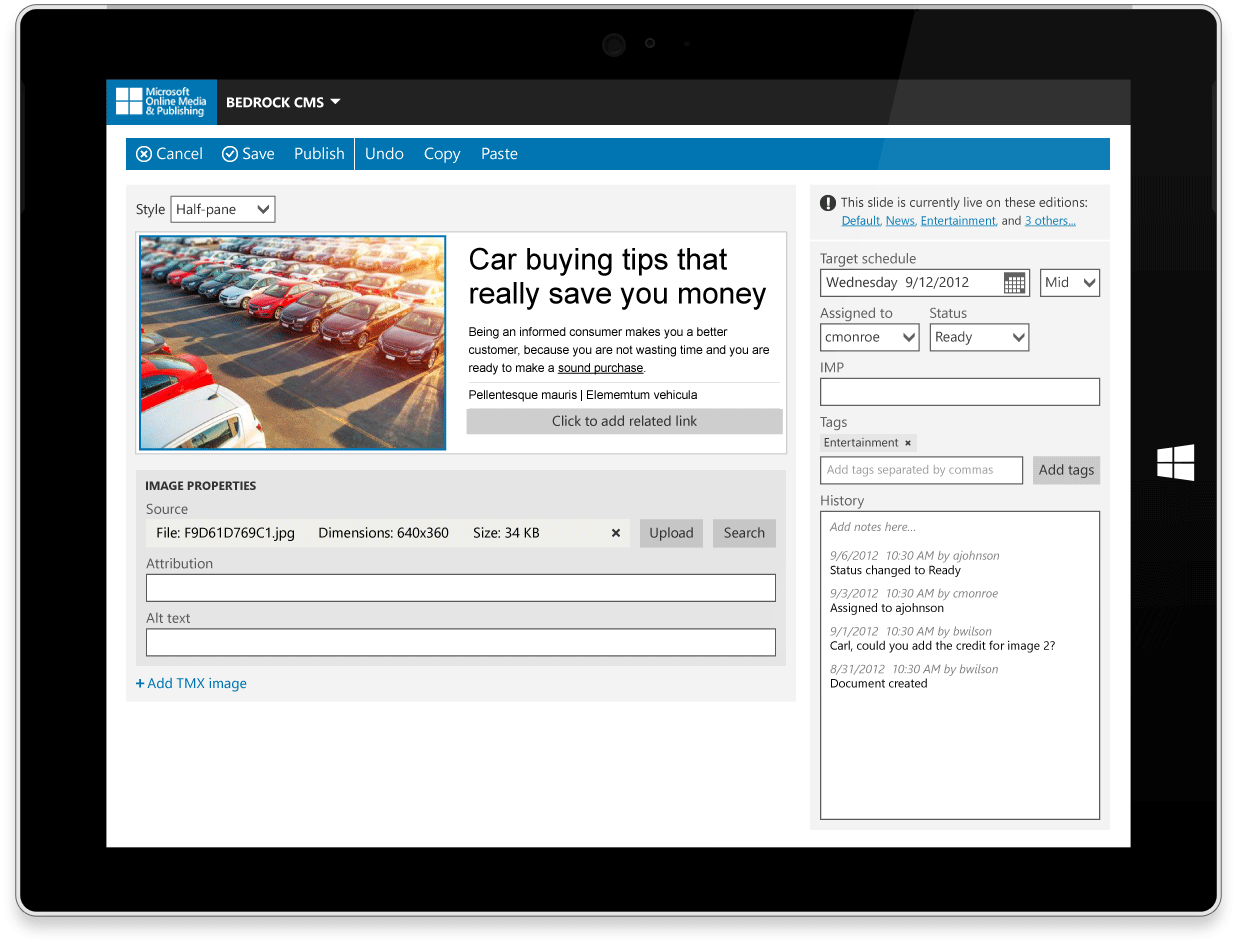 Microsoft
Online Media
& Publishing
BEDROCK CMS
Cancel Save Publish Undo Copy Paste
Style Half-pane
Car buying tips that
really save you money
Being an informed consumer makes you a better
customer, because you are not wasting time and you are
ready to make a sound purchase.
Pellentesque mauris | Elememtum vehicula
Click to add related link
IMAGE PROPERTIES
Source
File: F9D61D769C1.jpg Dimensions: 640x360 Size: 34 KB × Upload Search
Attribution
Alt text
+ Add TMX image
This slide is currently live on these editions:
Default, News, Entertainment, and 3 others...
Target schedule
Wednesday 9/12/2012 Mid
Assigned to Status
cmonroe Ready
IMP
Tags
Entertainment ×
Add tags separated by commas Add tags
History
Add notes here...
9/6/2012 10:30 AM by ajohnson
Status changed to Ready
9/3/2012 10:30 AM by cmonroe
Assigned to ajohnson
9/1/2012 10:30 AM by bwilson
Carl, could you add the credit for image 2?
8/31/2012 10:30 AM by bwilson
Document created